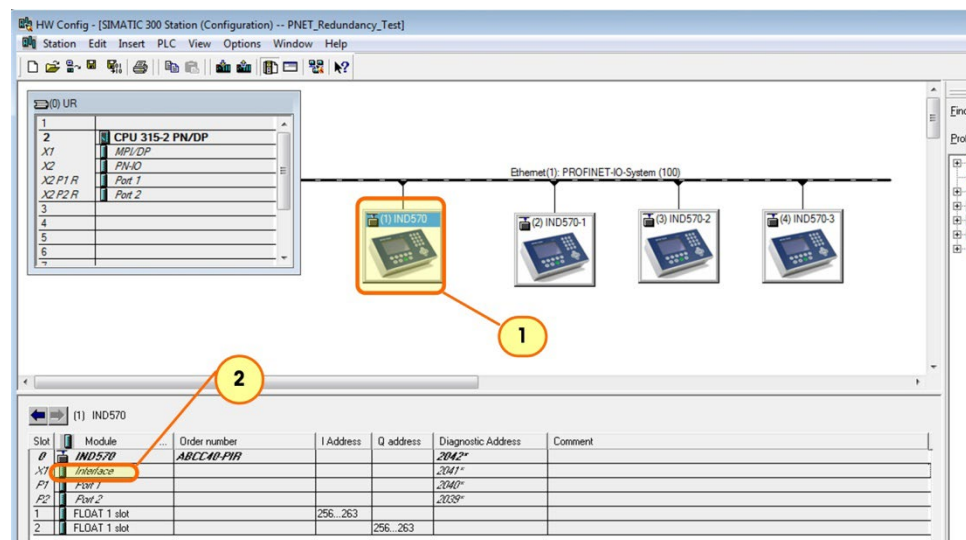 HW Config - [SIMATIC 300 Station (Configuration) -- PNET_Redundancy_Test]
Station Edit Insert PLC View Options Window Help
(0) UR
1
2 CPU 315-2 PN/DP
X1 MPI/DP
X2 PN-IO
X2 P1 R Port 1
X2 P2 R Port 2
3
4
5
6
7
Ethernet(1): PROFINET-IO-System (100)
(1) IND570
(2) IND570-1
(3) IND570-2
(4) IND570-3
1
2
(1) IND570
Slot Module ... Order number I Address Q address Diagnostic Address Comment
0 IND570 ABCC40-PIR 2042*
X1 Interface 2041*
P1 Port 1 2040*
P2 Port 2 2039*
1 FLOAT 1 slot 256...263
2 FLOAT 1 slot 256...263